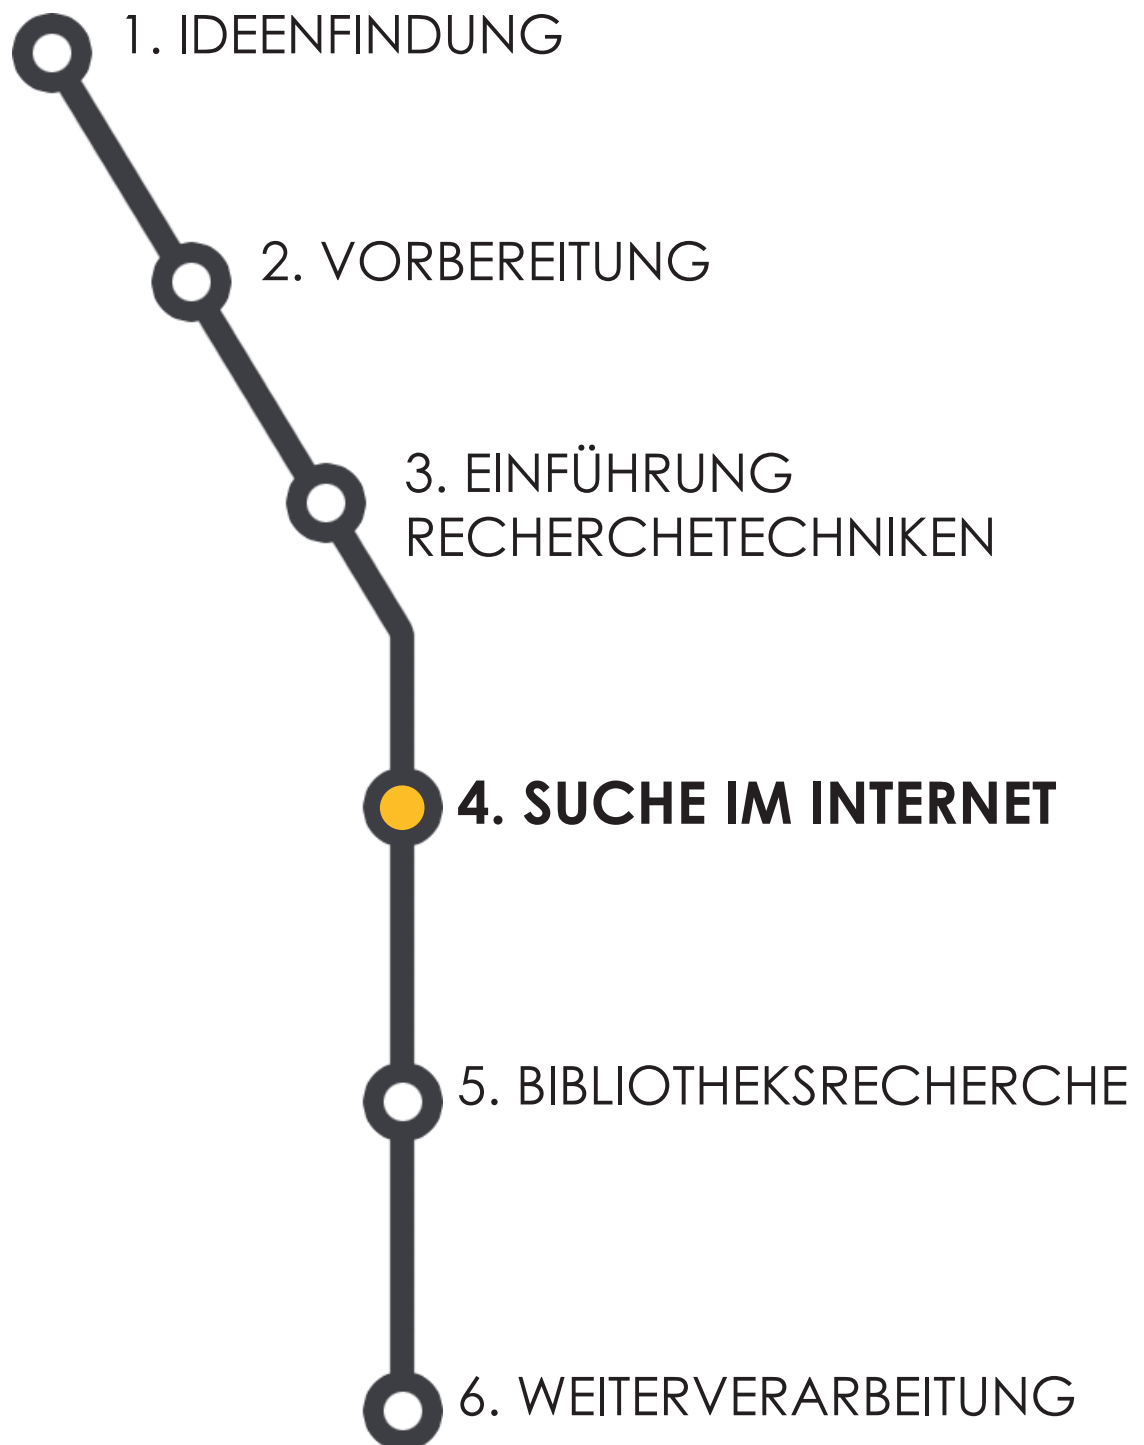 1. IDEENFINDUNG
2. VORBEREITUNG
3. EINFÜHRUNG
RECHERCHETECHNIKEN
4. SUCHE IM INTERNET
5. BIBLIOTHEKSRECHERCHE
6. WEITERVERARBEITUNG